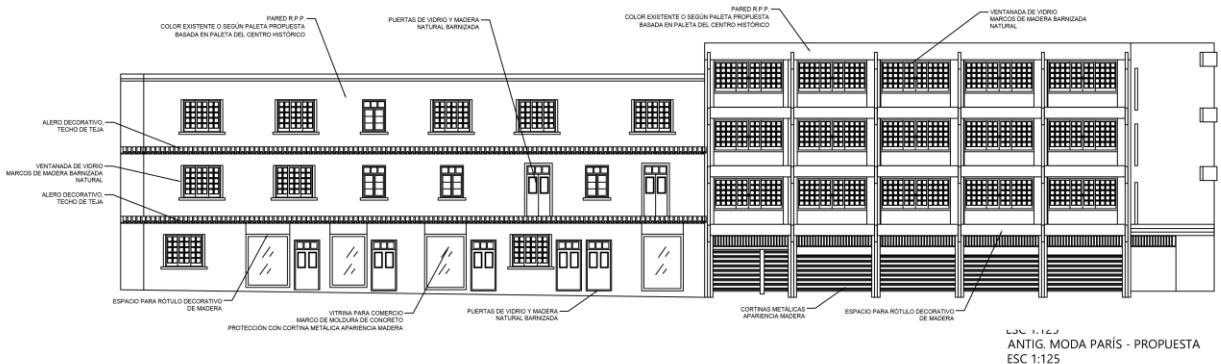 PARED R.P.P.
COLOR EXISTENTE O SEGÚN PALETA PROPUESTA
BASADA EN PALETA DEL CENTRO HISTÓRICO
PUERTAS DE VIDRIO Y MADERA
NATURAL BARNIZADA
PARED R.P.P.
COLOR EXISTENTE O SEGÚN PALETA PROPUESTA
BASADA EN PALETA DEL CENTRO HISTÓRICO
VENTANADA DE VIDRIO
MARCOS DE MADERA BARNIZADA
NATURAL
ALERO DECORATIVO,
TECHO DE TEJA
VENTANADA DE VIDRIO
MARCOS DE MADERA BARNIZADA
NATURAL
ALERO DECORATIVO,
TECHO DE TEJA
ESPACIO PARA RÓTULO DECORATIVO
DE MADERA
VITRINA PARA COMERCIO
MARCO DE MOLDURA DE CONCRETO
PROTECCIÓN CON CORTINA METÁLICA APARIENCIA MADERA
PUERTAS DE VIDRIO Y MADERA
NATURAL BARNIZADA
CORTINAS METÁLICAS
APARIENCIA MADERA
ESPACIO PARA RÓTULO DECORATIVO
DE MADERA
ESC 1:125
ANTIG. MODA PARÍS - PROPUESTA
ESC 1:125